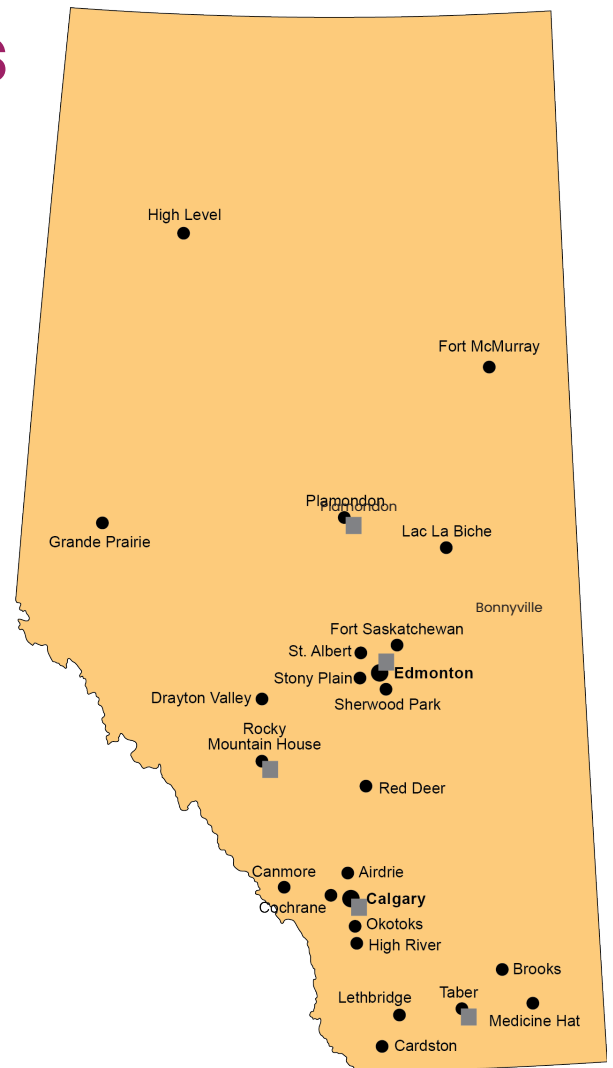 s
High Level
Fort McMurray
Plamondon
Plamondon
Grande Prairie
Lac La Biche
Bonnyville
Fort Saskatchewan
St. Albert
Edmonton
Stony Plain
Drayton Valley
Sherwood Park
Rocky
Mountain House
Red Deer
Canmore
Airdrie
Calgary
Cochrane
Okotoks
High River
Brooks
Taber
Lethbridge
Medicine Hat
Cardston